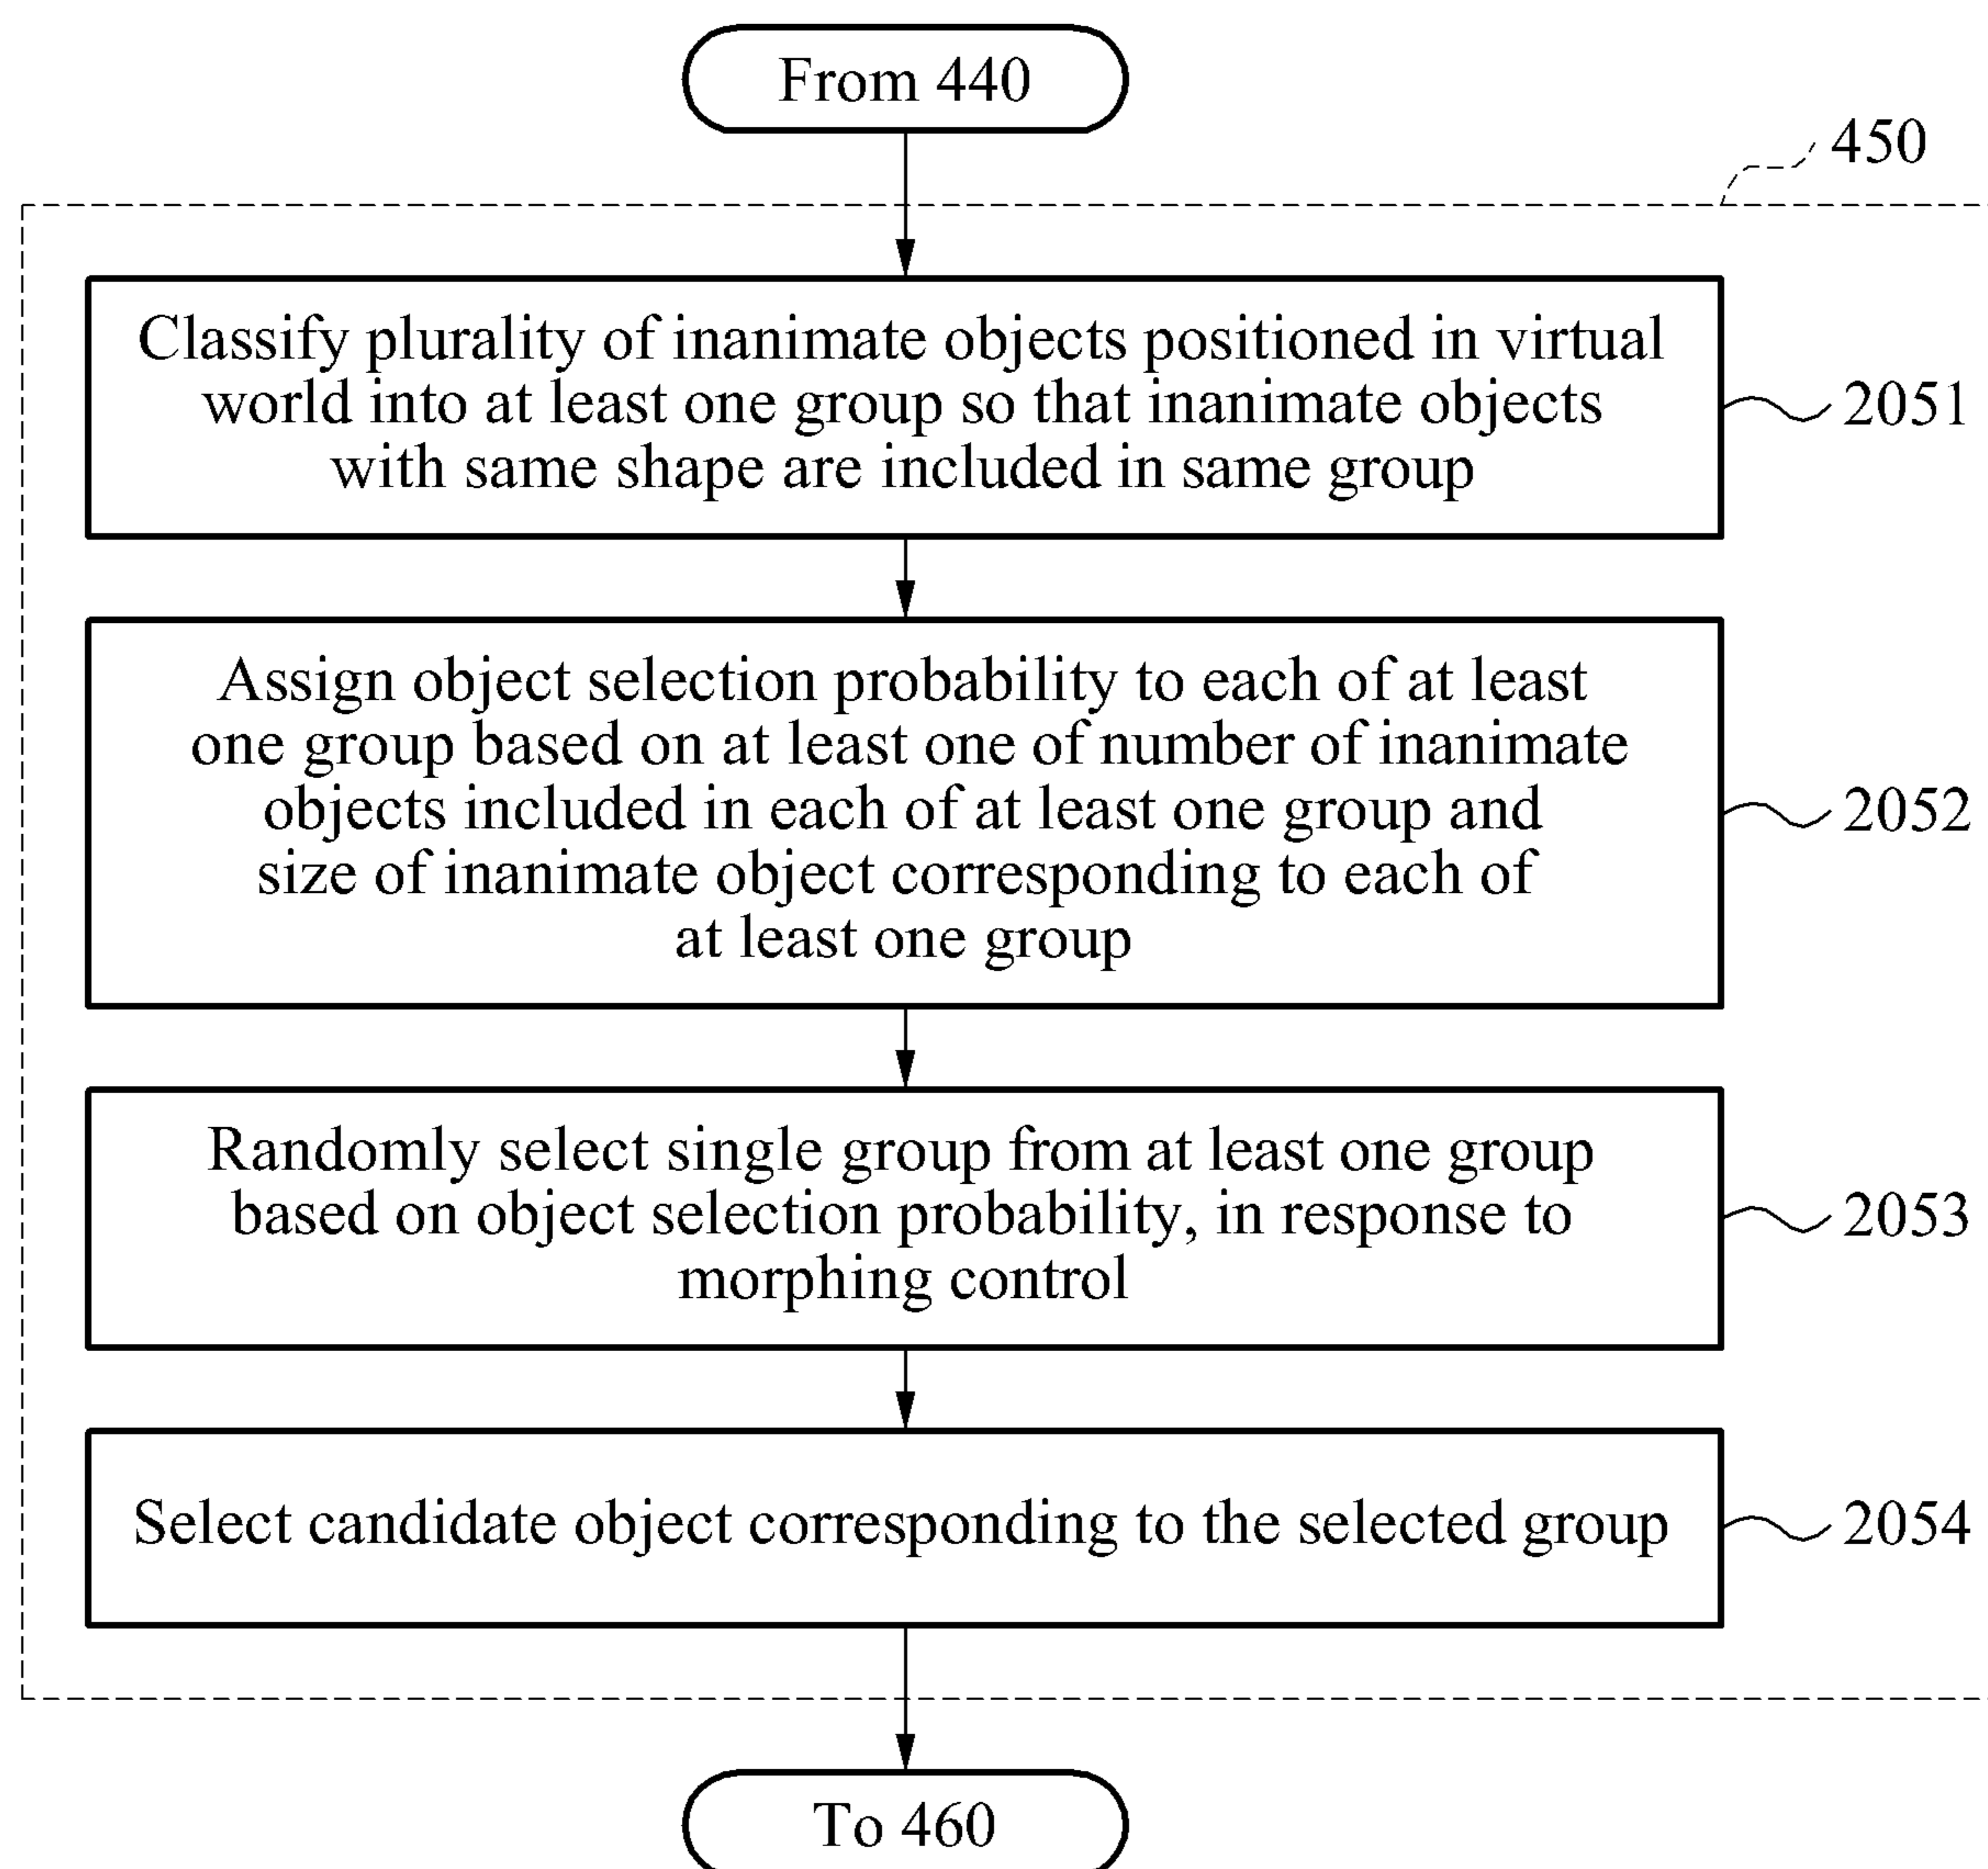 From 440
450
Classify plurality of inanimate objects positioned in virtual
world into at least one group so that inanimate objects
with same shape are included in same group
2051
Assign object selection probability to each of at least
one group based on at least one of number of inanimate
objects included in each of at least one group and
size of inanimate object corresponding to each of
at least one group
2052
Randomly select single group from at least one group
based on object selection probability, in response to
morphing control
2053
Select candidate object corresponding to the selected group
2054
To 460